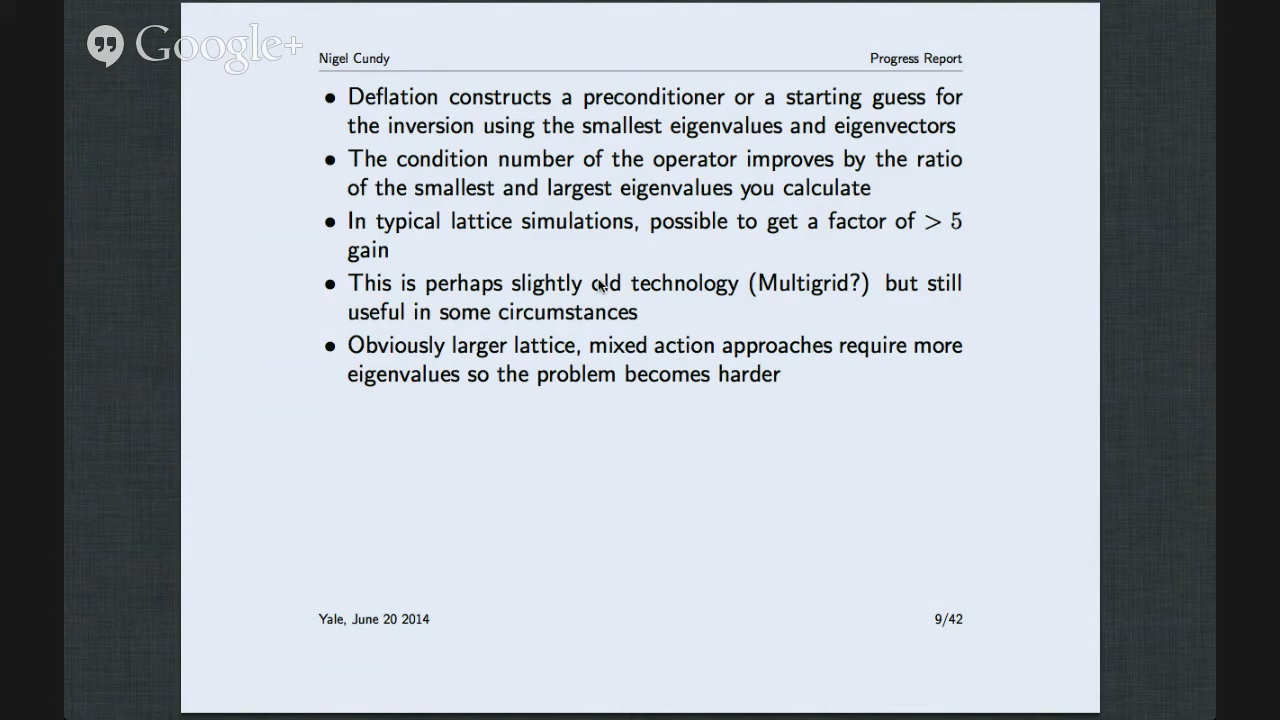 Google+
Nigel Cundy
Progress Report
• Deflation constructs a preconditioner or a starting guess for
the inversion using the smallest eigenvalues and eigenvectors
• The condition number of the operator improves by the ratio
of the smallest and largest eigenvalues you calculate
• In typical lattice simulations, possible to get a factor of > 5
gain
• This is perhaps slightly old technology (Multigrid?) but still
useful in some circumstances
• Obviously larger lattice, mixed action approaches require more
eigenvalues so the problem becomes harder
Yale, June 20 2014
9/42